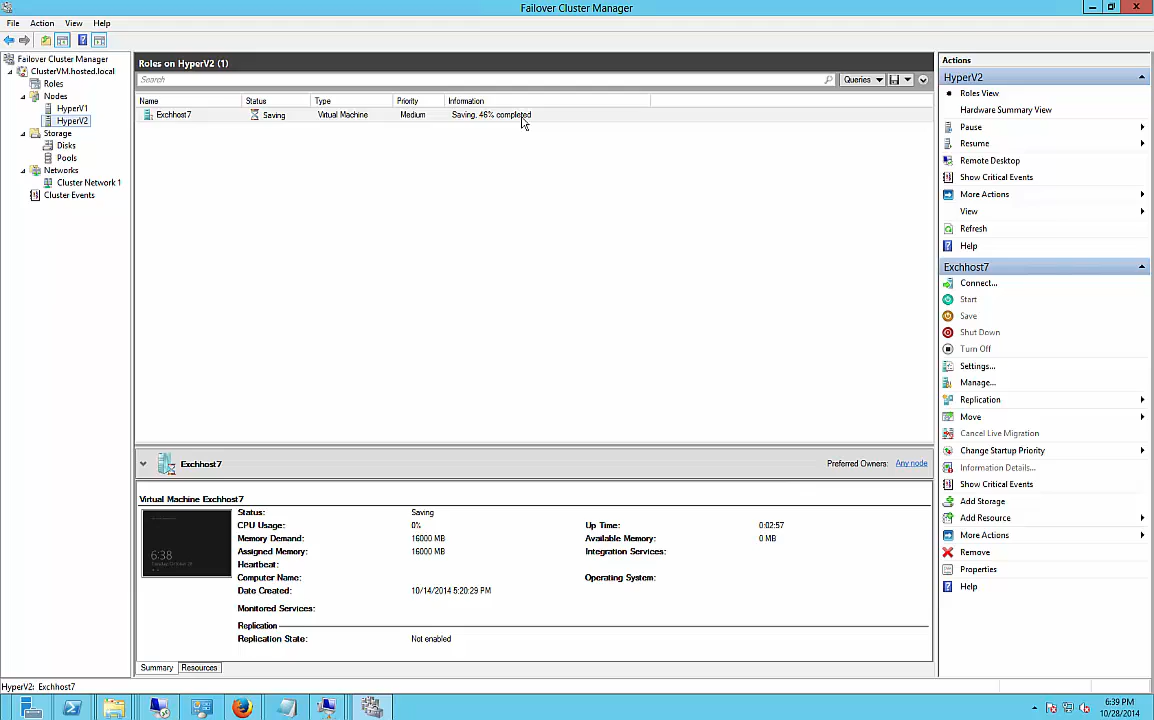 Failover Cluster Manager
File Action View Help
Failover Cluster Manager
ClusterVM.hosted.local
Roles
Nodes
HyperV1
HyperV2
Storage
Disks
Pools
Networks
Cluster Network 1
Cluster Events
Roles on HyperV2 (1)
Search
Queries
Name Status Type Priority Information
Exchhost7 Saving Virtual Machine Medium Saving, 46% completed
Exchhost7
Preferred Owners: Any node
Virtual Machine Exchhost7
Status: Saving
CPU Usage: 0% Up Time: 0:02:57
Memory Demand: 16000 MB Available Memory: 0 MB
Assigned Memory: 16000 MB Integration Services:
Heartbeat:
Computer Name: Operating System:
Date Created: 10/14/2014 5:20:29 PM
Monitored Services:
Replication
Replication State: Not enabled
6:38
Summary Resources
Actions
HyperV2
Roles View
Hardware Summary View
Pause
Resume
Remote Desktop
Show Critical Events
More Actions
View
Refresh
Help
Exchhost7
Connect...
Start
Save
Shut Down
Turn Off
Settings...
Manage...
Replication
Move
Cancel Live Migration
Change Startup Priority
Information Details...
Show Critical Events
Add Storage
Add Resource
More Actions
Remove
Properties
Help
HyperV2: Exchhost7
6:39 PM
10/28/2014